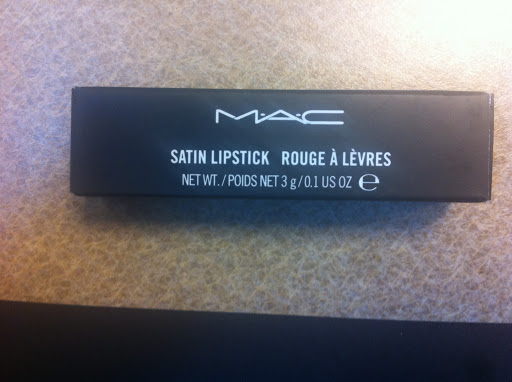 M·A·C
SATIN LIPSTICK ROUGE À LÈVRES
NET WT. / POIDS NET 3 g / 0.1 US OZ ℮